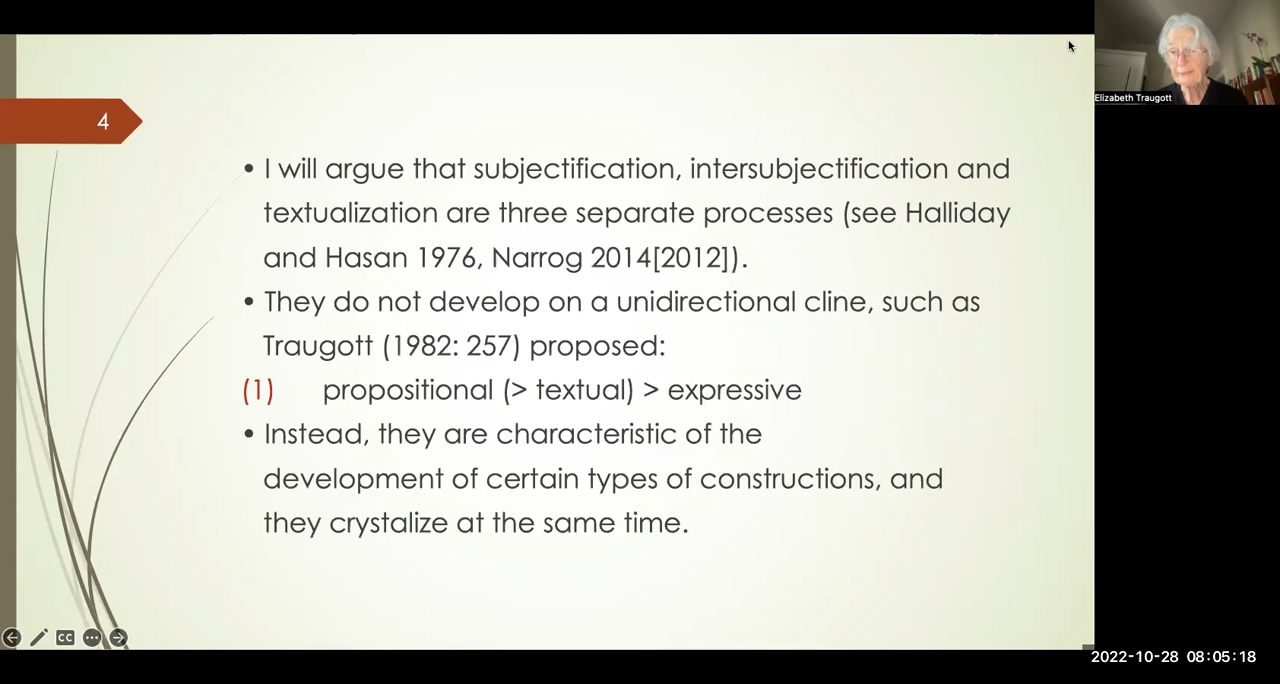 Elizabeth Traugott
4
• I will argue that subjectification, intersubjectification and
textualization are three separate processes (see Halliday
and Hasan 1976, Narrog 2014[2012]).
• They do not develop on a unidirectional cline, such as
Traugott (1982: 257) proposed:
(1) propositional (> textual) > expressive
• Instead, they are characteristic of the
development of certain types of constructions, and
they crystalize at the same time.
CC
2022-10-28 08:05:18